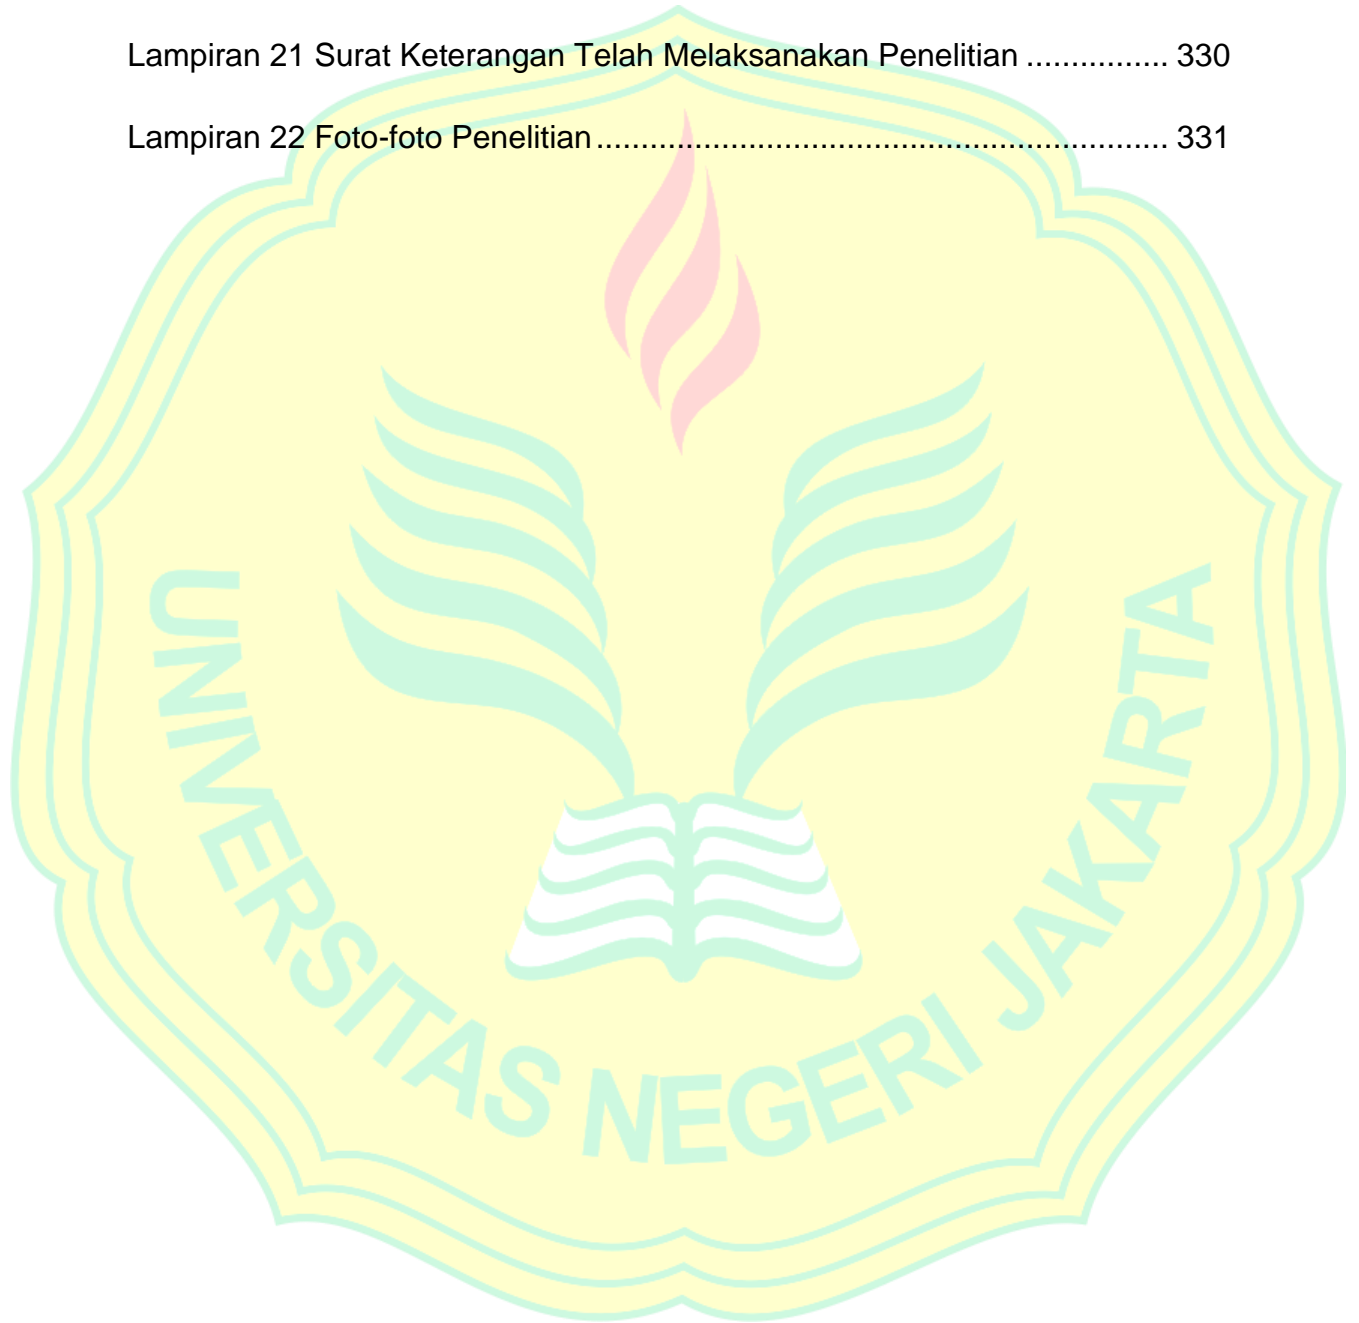 Lampiran 21 Surat Keterangan Telah Melaksanakan Penelitian ................ 330
Lampiran 22 Foto-foto Penelitian ................................................................ 331
UNIVERSITAS NEGERI JAKARTA